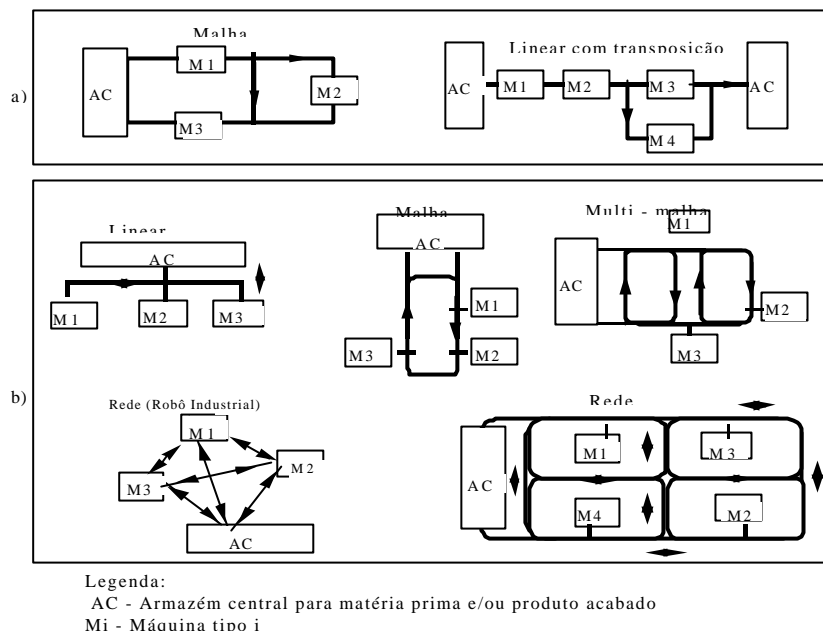 a)
Malha
AC
M1
M2
M3
Linear com transposição
AC
M1
M2
M3
M4
AC
b)
Linear
AC
M1
M2
M3
Malha
AC
M1
M2
M3
Multi - malha
M1
AC
M2
M3
Rede (Robô Industrial)
M1
M2
M3
AC
Rede
AC
M1
M3
M4
M2
Legenda:
AC - Armazém central para matéria prima e/ou produto acabado
Mi - Máquina tipo i